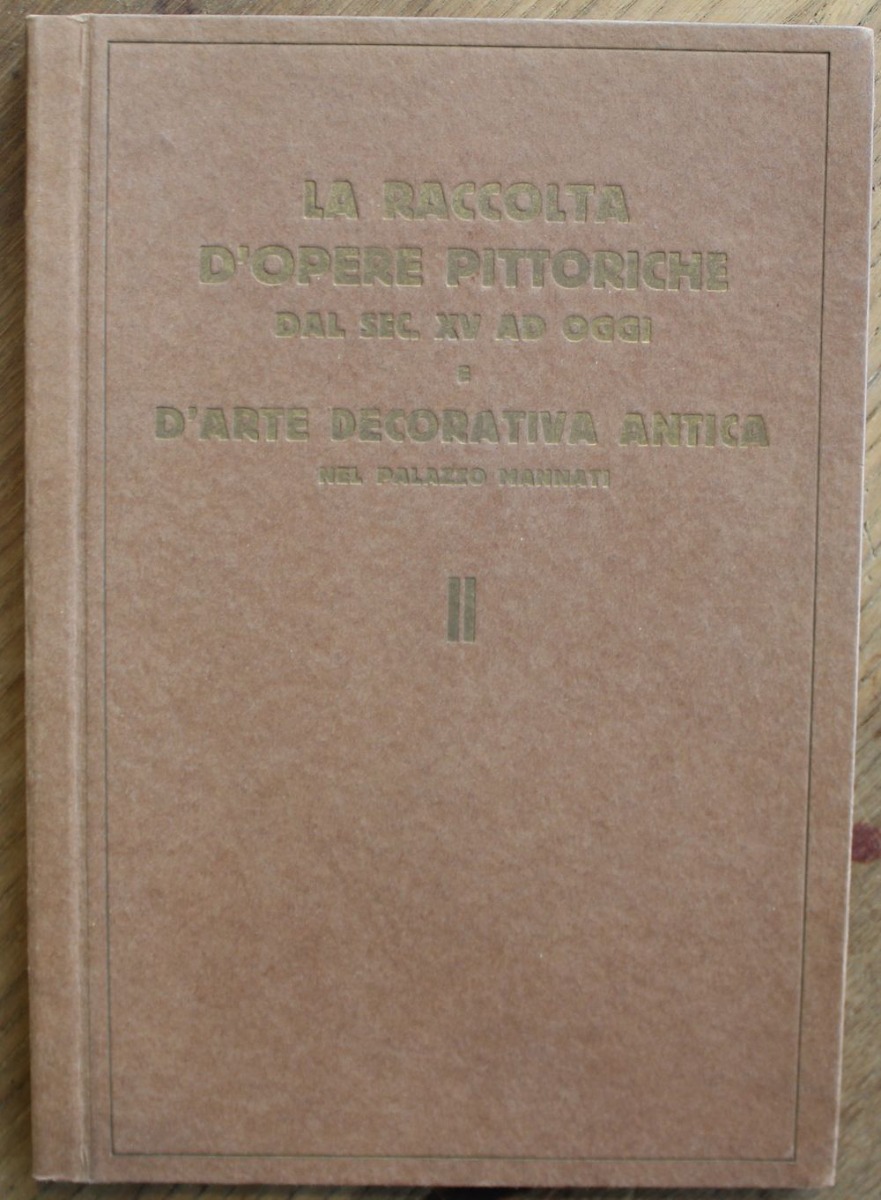 LA RACCOLTA
D'OPERE PITTORICHE
DAL SEC. XV AD OGGI
E
D'ARTE DECORATIVA ANTICA
NEL PALAZZO MANNATI
II